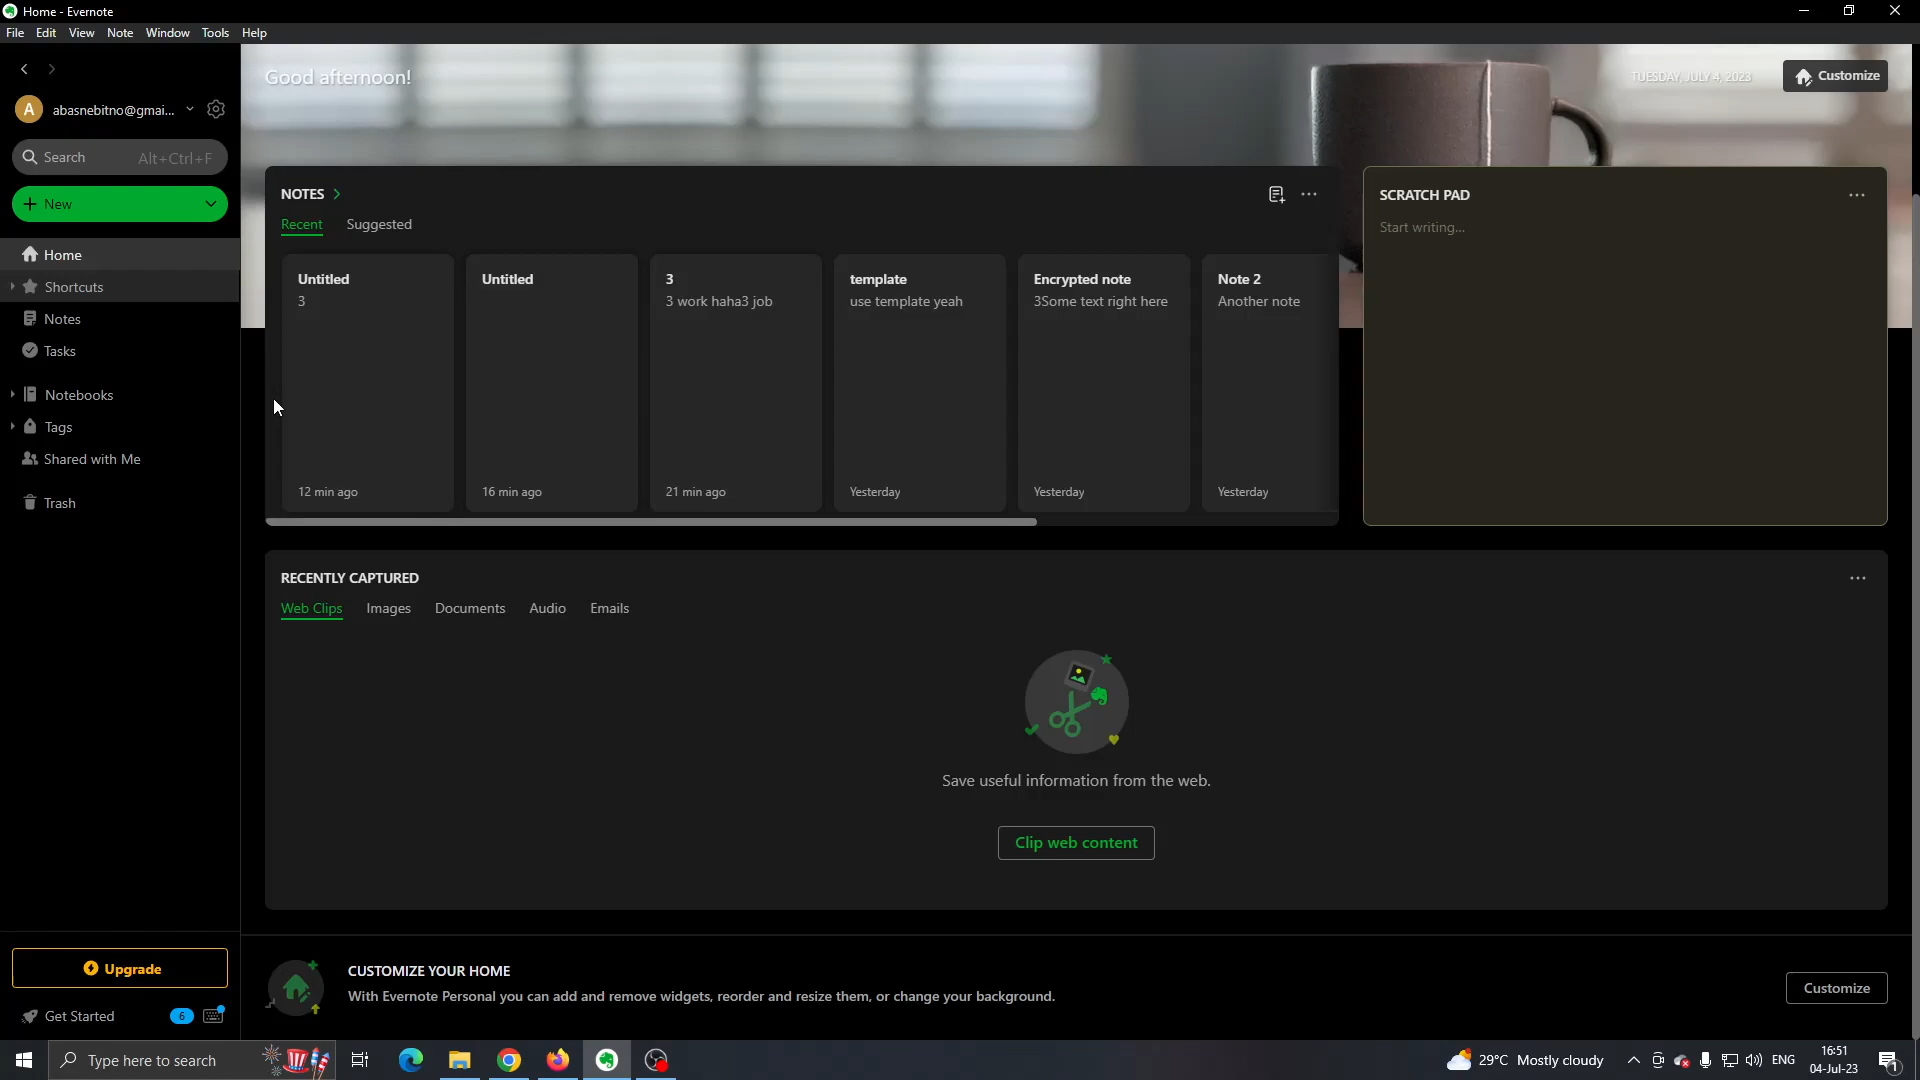 Home - Evernote
File Edit View Note Window Tools Help
A abasnebitno@gmai...
Search Alt+Ctrl+F
New
Home
Shortcuts
Notes
Tasks
Notebooks
Tags
Shared with Me
Trash
Upgrade
Get Started 6
Good afternoon!
TUESDAY, JULY 4, 2023
Customize
NOTES
Recent Suggested
Untitled
3
12 min ago
Untitled
16 min ago
3
3 work haha3 job
21 min ago
template
use template yeah
Yesterday
Encrypted note
3Some text right here
Yesterday
Note 2
Another note
Yesterday
SCRATCH PAD
Start writing...
RECENTLY CAPTURED
Web Clips Images Documents Audio Emails
Save useful information from the web.
Clip web content
CUSTOMIZE YOUR HOME
With Evernote Personal you can add and remove widgets, reorder and resize them, or change your background.
Customize
Type here to search
29°C Mostly cloudy
ENG
16:51
04-Jul-23
1